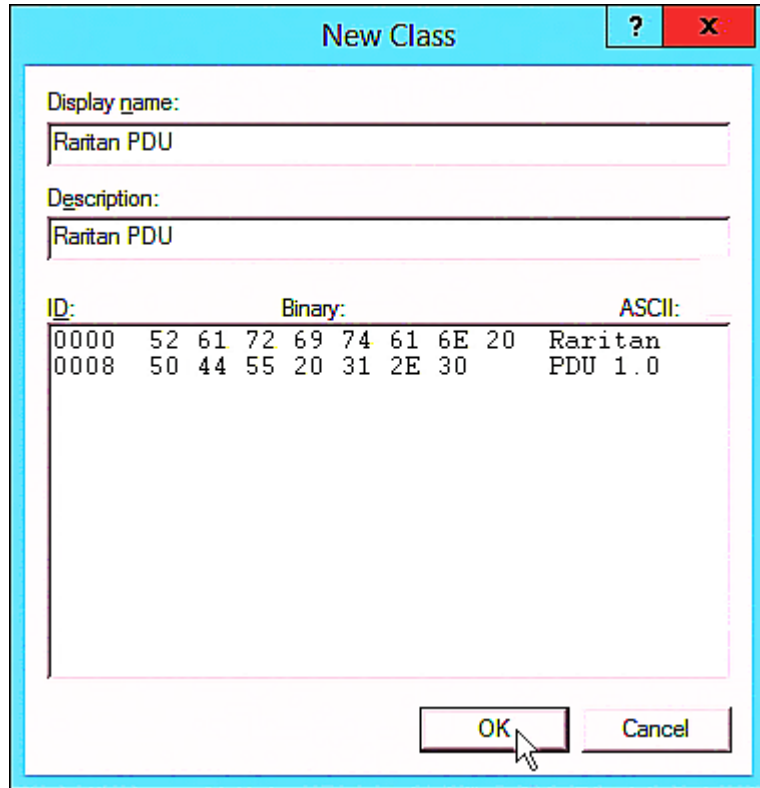 New Class
? x
Display name:
Raritan PDU
Description:
Raritan PDU
ID: Binary: ASCII:
0000 52 61 72 69 74 61 6E 20 Raritan
0008 50 44 55 20 31 2E 30 PDU 1.0
OK Cancel